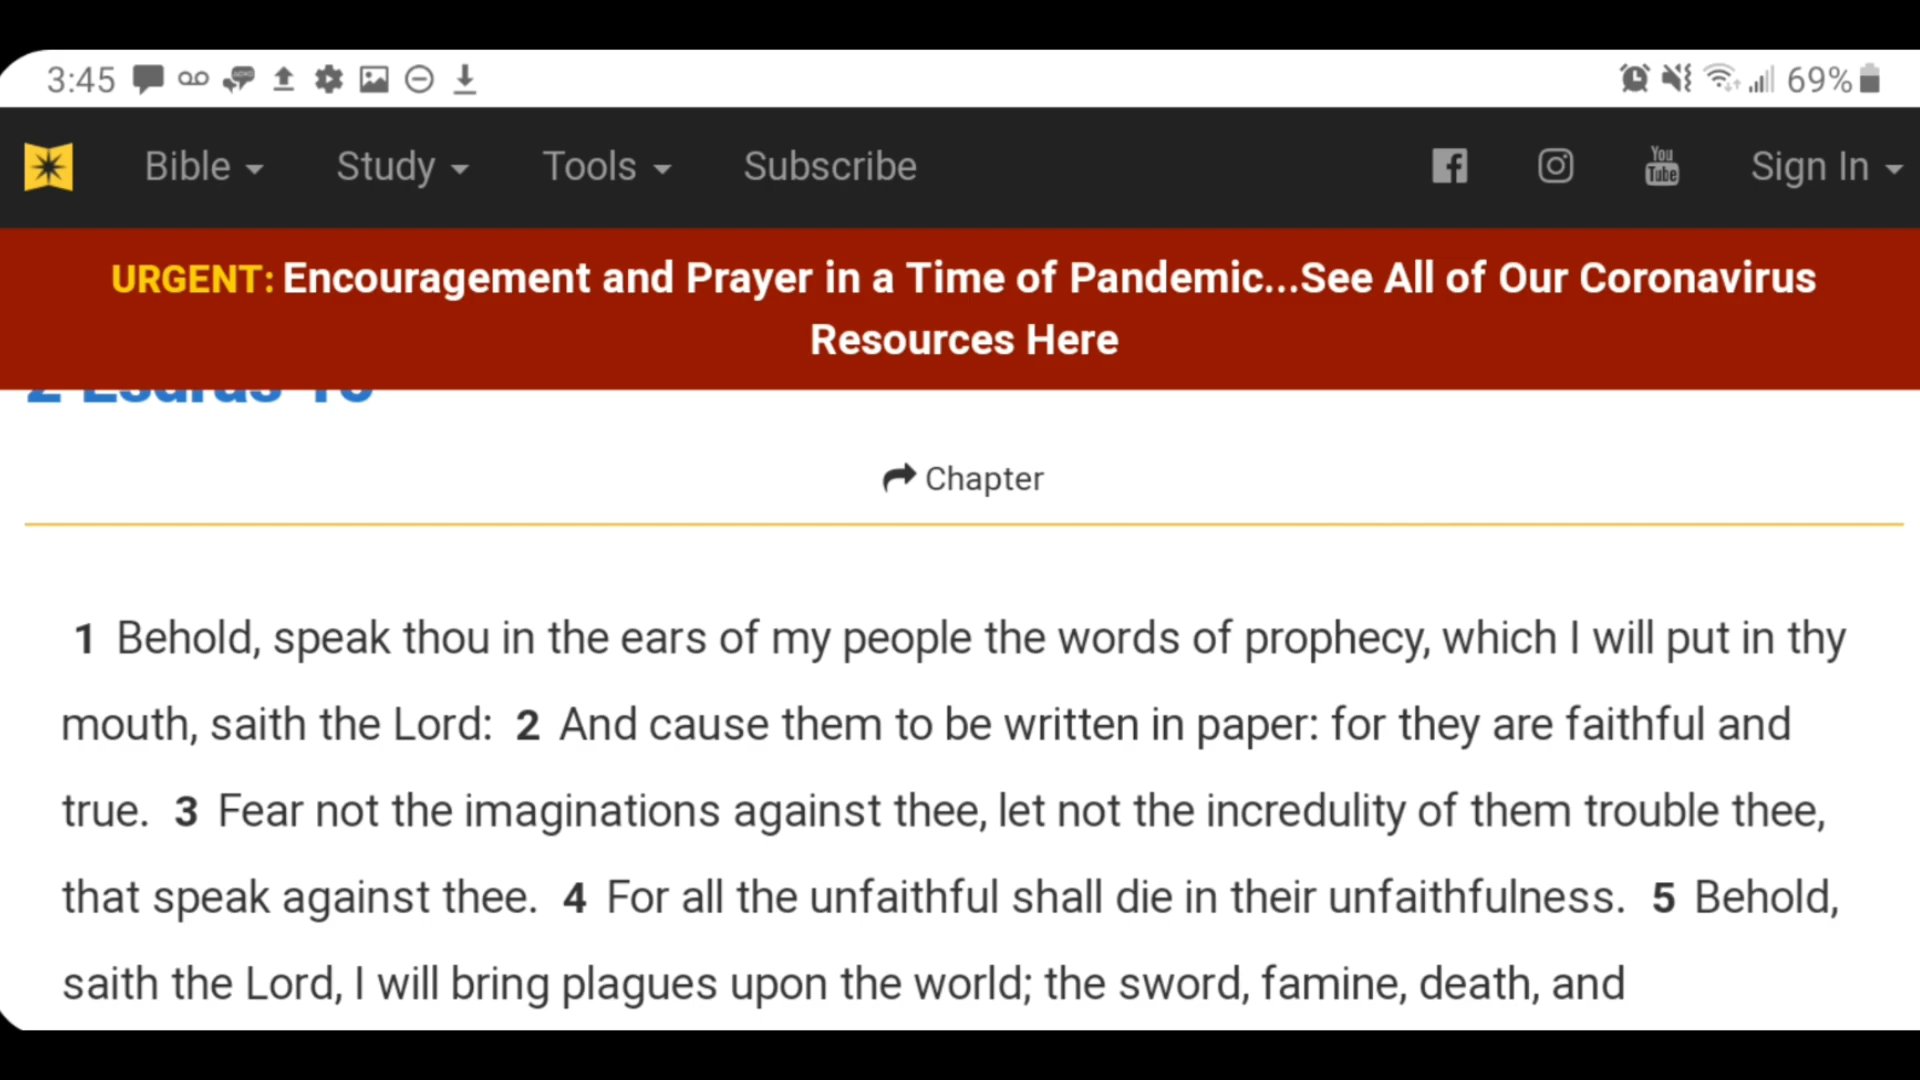 3:45
69%
Bible Study Tools Subscribe You Tube Sign In
URGENT: Encouragement and Prayer in a Time of Pandemic...See All of Our Coronavirus
Resources Here
2 Esdras
Chapter
1 Behold, speak thou in the ears of my people the words of prophecy, which I will put in thy
mouth, saith the Lord: 2 And cause them to be written in paper: for they are faithful and
true. 3 Fear not the imaginations against thee, let not the incredulity of them trouble thee,
that speak against thee. 4 For all the unfaithful shall die in their unfaithfulness. 5 Behold,
saith the Lord, I will bring plagues upon the world; the sword, famine, death, and